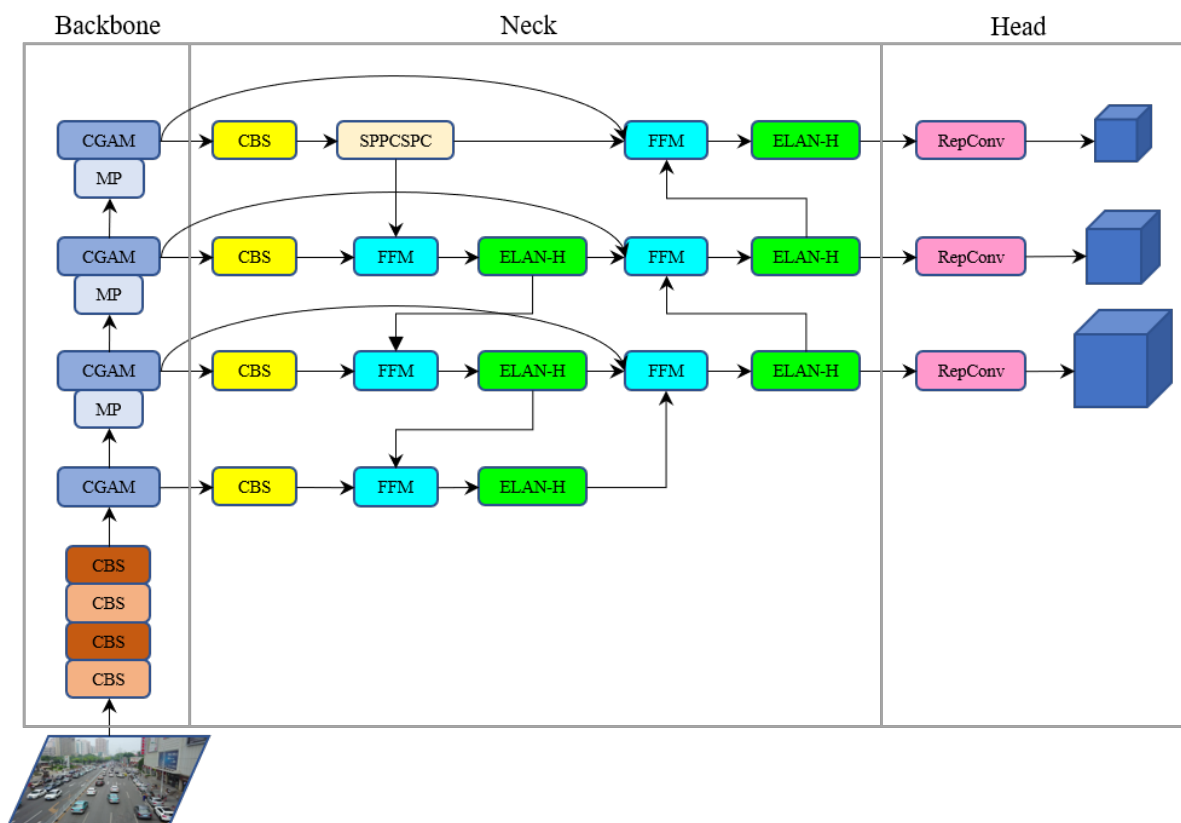 Backbone Neck Head
CGAM CBS SPPCSPC FFM ELAN-H RepConv
MP
CGAM CBS FFM ELAN-H FFM ELAN-H RepConv
MP
CGAM CBS FFM ELAN-H FFM ELAN-H RepConv
MP
CGAM CBS FFM ELAN-H
CBS
CBS
CBS
CBS